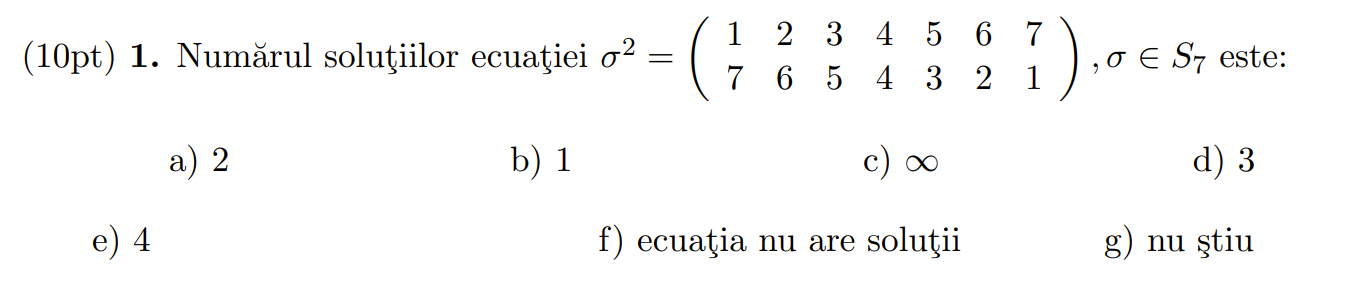 (10pt) 1. Numărul soluţiilor ecuaţiei σ² = ( 1 2 3 4 5 6 7
7 6 5 4 3 2 1 ) , σ ∈ S₇ este:
a) 2 b) 1 c) ∞ d) 3
e) 4 f) ecuaţia nu are soluţii g) nu ştiu